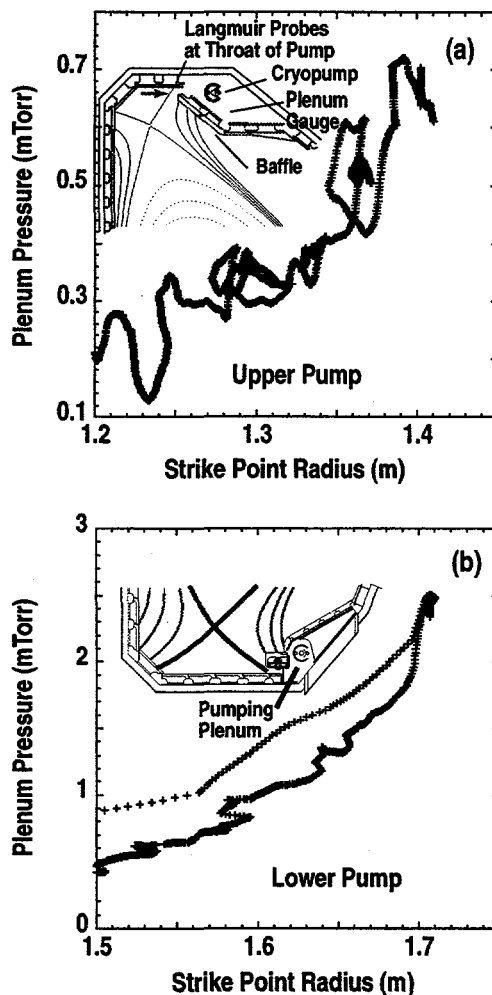 Langmuir Probes
at Throat of Pump
(a)
Cryopump
Plenum
Gauge
Baffle
Upper Pump
Plenum Pressure (mTorr)
0.7
0.5
0.3
0.1
1.2
1.3
1.4
Strike Point Radius (m)
(b)
Pumping
Plenum
Lower Pump
Plenum Pressure (mTorr)
3
2
1
0
1.5
1.6
1.7
Strike Point Radius (m)